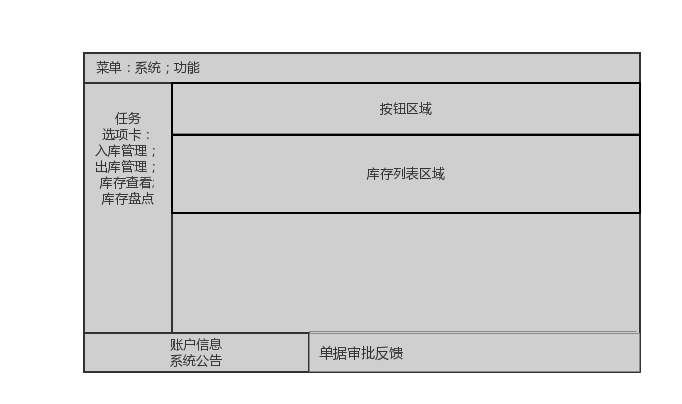 菜单：系统；功能
按钮区域
任务
选项卡：
入库管理；
出库管理；
库存查看;
库存盘点
库存列表区域
账户信息
系统公告
单据审批反馈